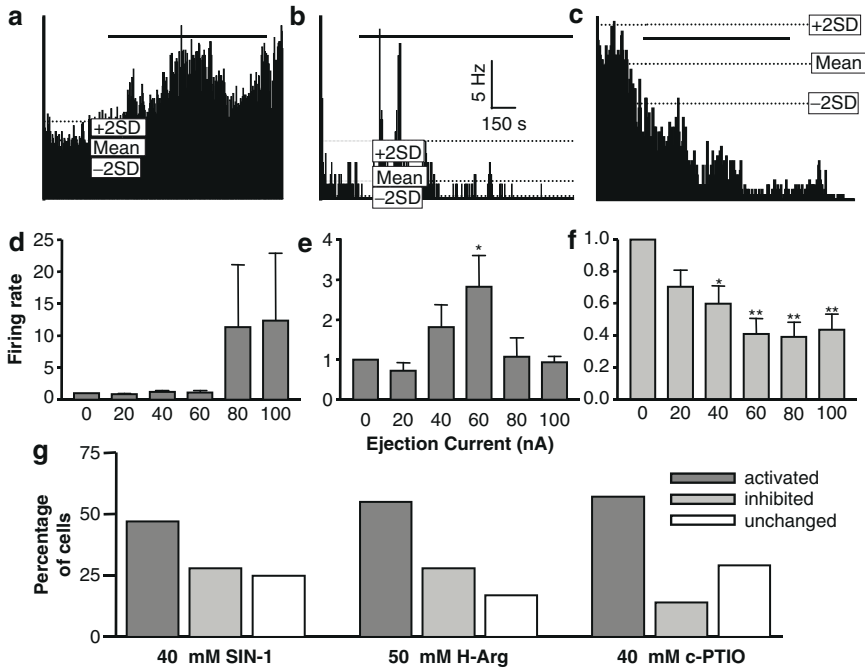 a
b
c
+2SD
Mean
−2SD
+2SD
Mean
−2SD
5 Hz
150 s
+2SD
Mean
−2SD
d
e
f
Firing rate
25
20
15
10
5
0
0 20 40 60 80 100
4
3
2
1
0
*
0 20 40 60 80 100
1.0
0.8
0.6
0.4
0.2
0.0
* ** ** **
0 20 40 60 80 100
Ejection Current (nA)
g
Percentage
of cells
75
50
25
0
activated
inhibited
unchanged
40 mM SIN-1
50 mM H-Arg
40 mM c-PTIO